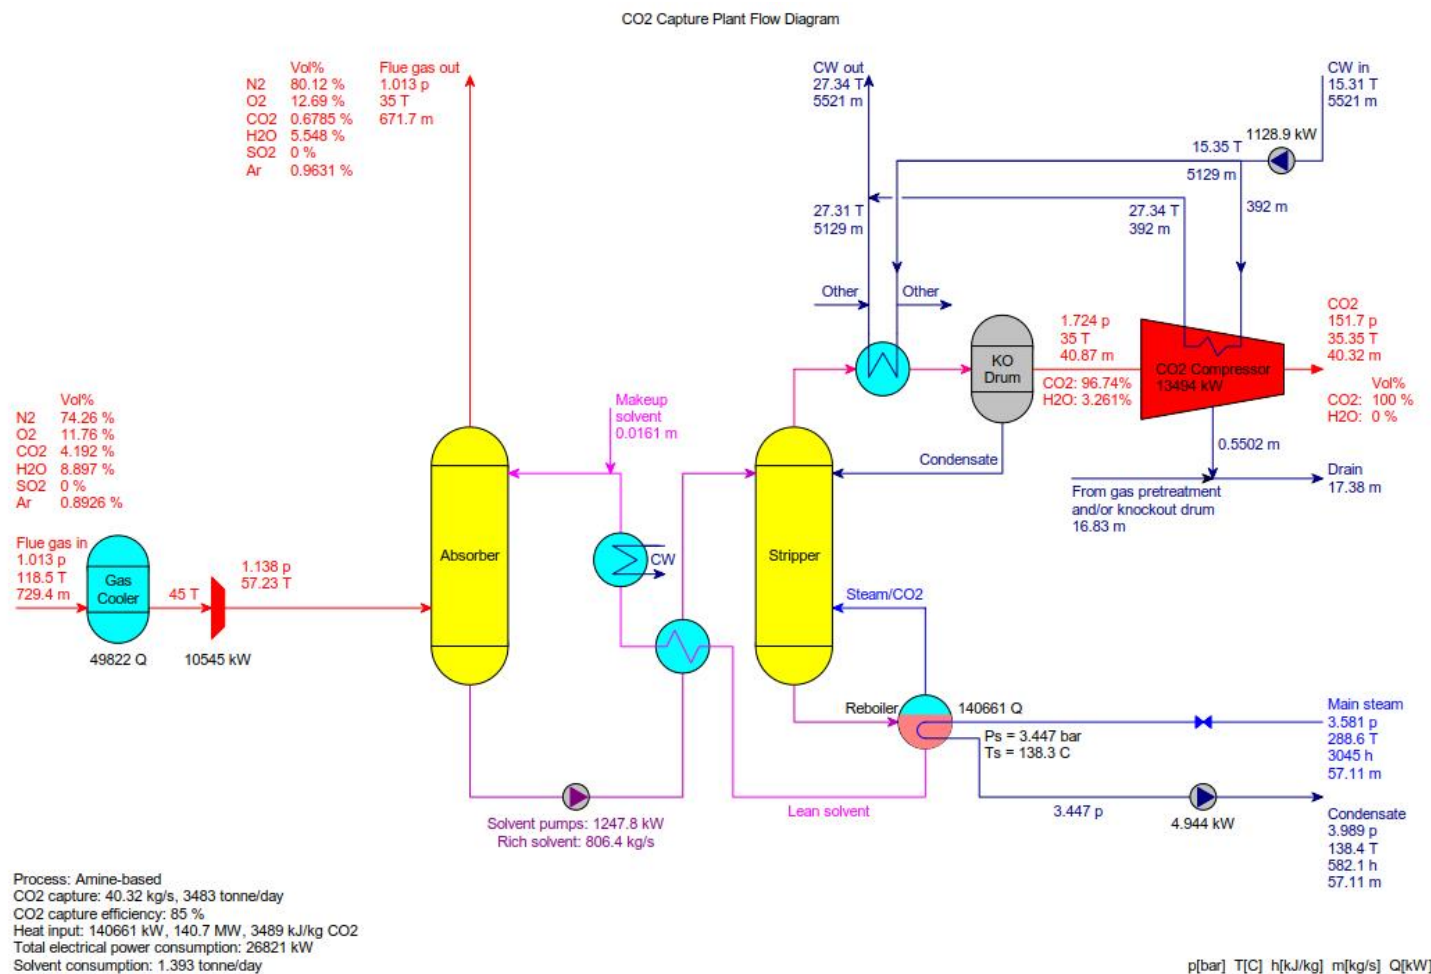 CO2 Capture Plant Flow Diagram
Vol%
N2 80.12 %
O2 12.69 %
CO2 0.6785 %
H2O 5.548 %
SO2 0 %
Ar 0.9631 %
Flue gas out
1.013 p
35 T
671.7 m
CW out
27.34 T
5521 m
CW in
15.31 T
5521 m
1128.9 kW
15.35 T
5129 m
392 m
27.31 T
5129 m
27.34 T
392 m
Other
Other
KO
Drum
1.724 p
35 T
40.87 m
CO2: 96.74%
H2O: 3.261%
CO2 Compressor
13494 kW
CO2
151.7 p
35.35 T
40.32 m
Vol%
CO2: 100 %
H2O: 0 %
0.5502 m
Drain
17.38 m
From gas pretreatment
and/or knockout drum
16.83 m
Condensate
Makeup
solvent
0.0161 m
Vol%
N2 74.26 %
O2 11.76 %
CO2 4.192 %
H2O 8.897 %
SO2 0 %
Ar 0.8926 %
Flue gas in
1.013 p
118.5 T
729.4 m
Gas
Cooler
49822 Q
45 T
10545 kW
1.138 p
57.23 T
Absorber
CW
Stripper
Steam/CO2
Reboiler
140661 Q
Ps = 3.447 bar
Ts = 138.3 C
Main steam
3.581 p
288.6 T
3045 h
57.11 m
3.447 p
4.944 kW
Condensate
3.989 p
138.4 T
582.1 h
57.11 m
Lean solvent
Solvent pumps: 1247.8 kW
Rich solvent: 806.4 kg/s
Process: Amine-based
CO2 capture: 40.32 kg/s, 3483 tonne/day
CO2 capture efficiency: 85 %
Heat input: 140661 kW, 140.7 MW, 3489 kJ/kg CO2
Total electrical power consumption: 26821 kW
Solvent consumption: 1.393 tonne/day
p[bar] T[C] h[kJ/kg] m[kg/s] Q[kW]